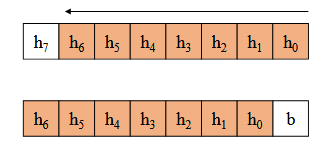 h₇ h₆ h₅ h₄ h₃ h₂ h₁ h₀
h₆ h₅ h₄ h₃ h₂ h₁ h₀ b